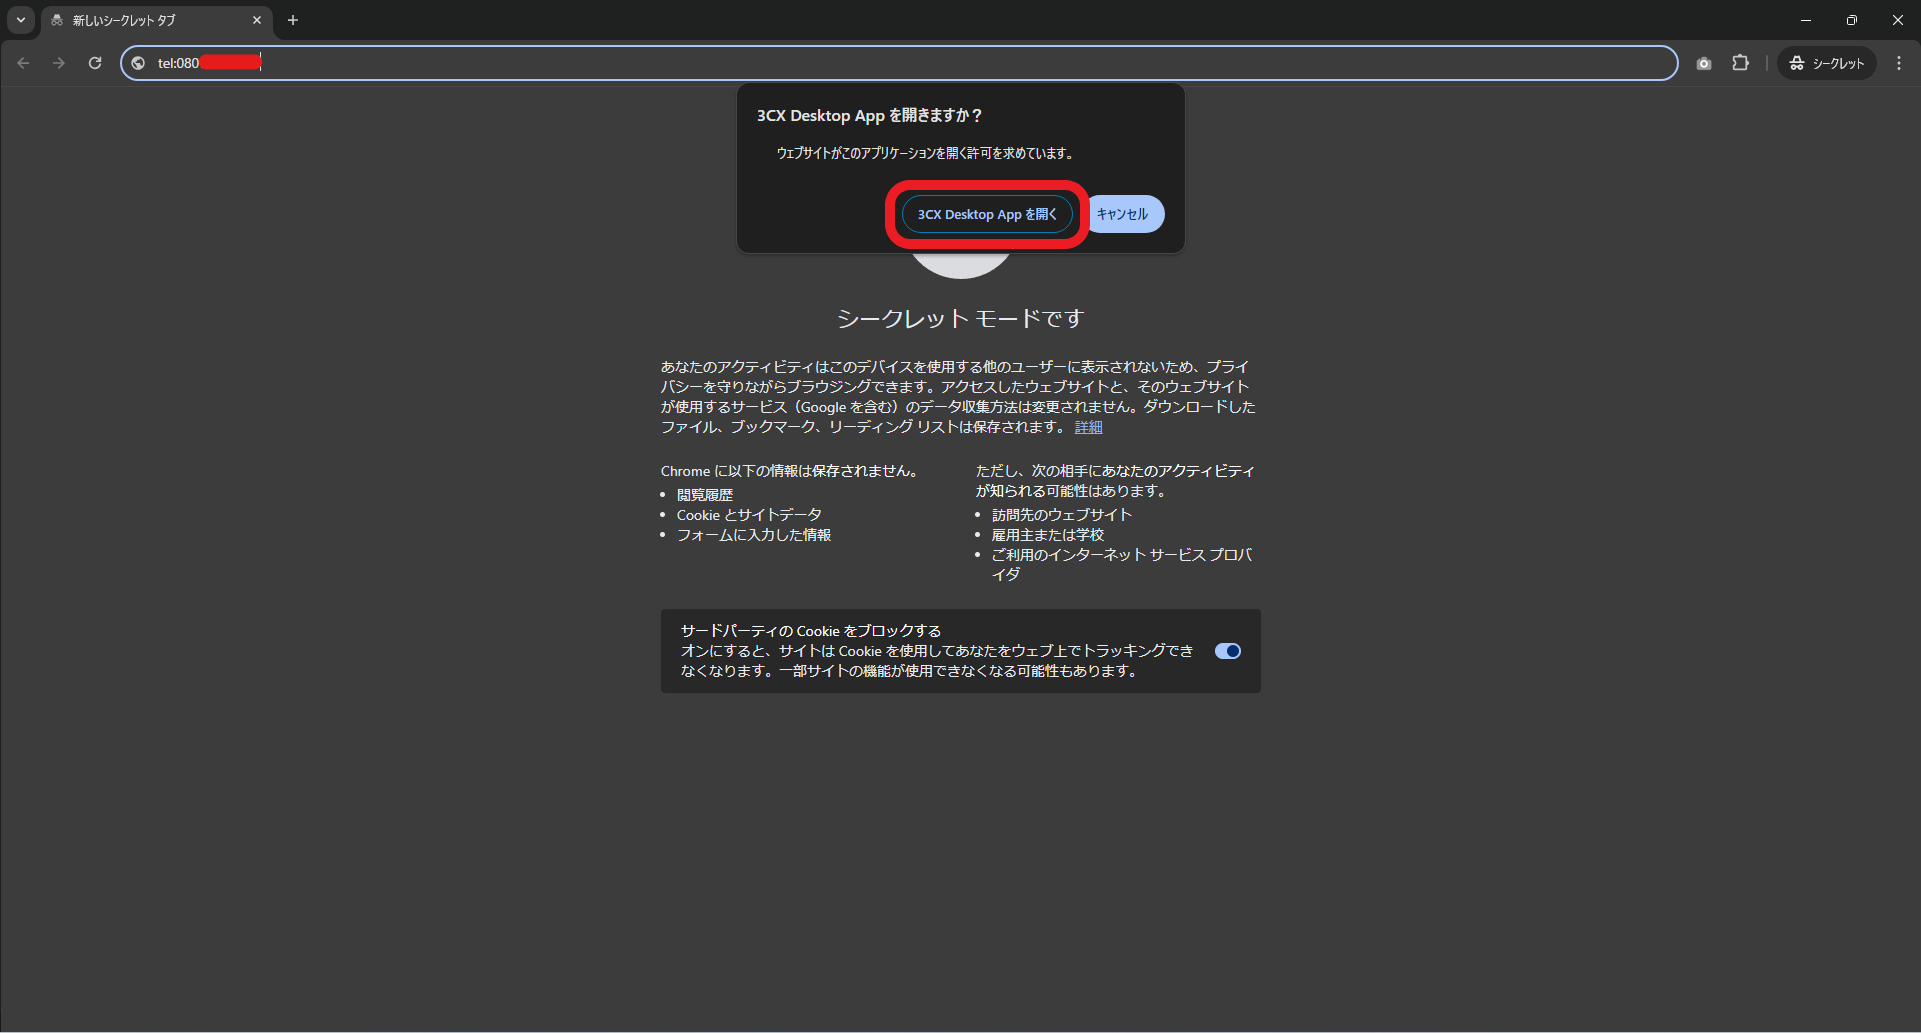 新しいシークレット タブ
tel:080
シークレット
3CX Desktop App を開きますか？
ウェブサイトがこのアプリケーションを開く許可を求めています。
3CX Desktop App を開く
キャンセル
シークレット モードです
あなたのアクティビティはこのデバイスを使用する他のユーザーに表示されないため、プライ
バシーを守りながらブラウジングできます。アクセスしたウェブサイトと、そのウェブサイト
が使用するサービス（Google を含む）のデータ収集方法は変更されません。ダウンロードした
ファイル、ブックマーク、リーディング リストは保存されます。 詳細
Chrome に以下の情報は保存されません。
閲覧履歴
Cookie とサイトデータ
フォームに入力した情報
ただし、次の相手にあなたのアクティビティ
が知られる可能性はあります。
訪問先のウェブサイト
雇用主または学校
ご利用のインターネット サービス プロバ
イダ
サードパーティの Cookie をブロックする
オンにすると、サイトは Cookie を使用してあなたをウェブ上でトラッキングでき
なくなります。一部サイトの機能が使用できなくなる可能性もあります。